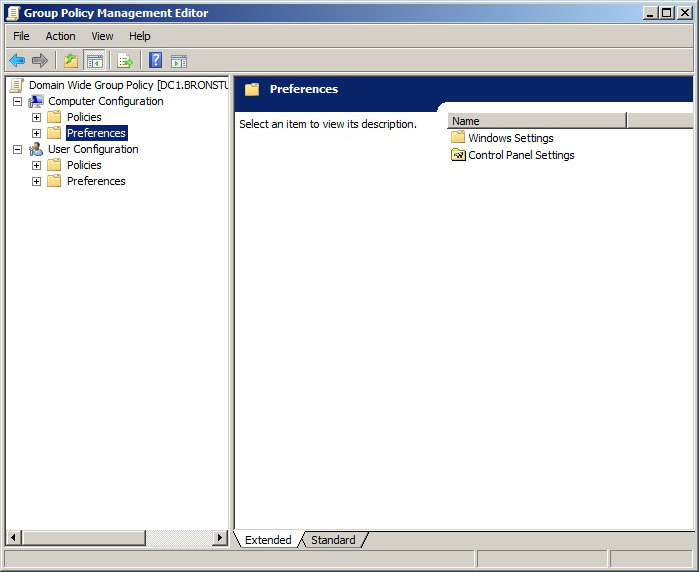 Group Policy Management Editor
File Action View Help
Domain Wide Group Policy [DC1.BRONSTU
Computer Configuration
Policies
Preferences
User Configuration
Policies
Preferences
Preferences
Select an item to view its description.
Name
Windows Settings
Control Panel Settings
Extended Standard